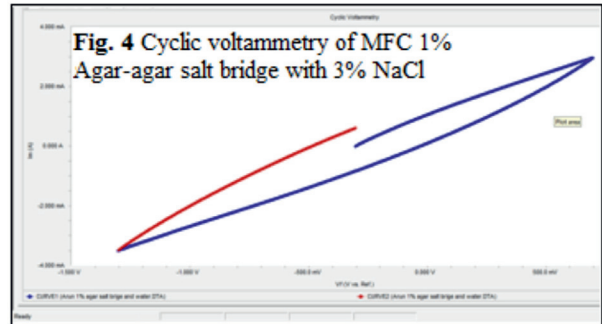 Cyclic Voltammetry
Fig. 4 Cyclic voltammetry of MFC 1%
Agar-agar salt bridge with 3% NaCl
4.000 mA
2.000 mA
0.000 A
-2.000 mA
-4.000 mA
Im (A)
Plot area
-1.500 V
-1.000 V
-500.0 mV
0.000 V
500.0 mV
Vf (V vs. Ref.)
CURVE1 (Arun 1% agar salt brige and water DTA)
CURVE2 (Arun 1% agar salt brige and water DTA)
Ready